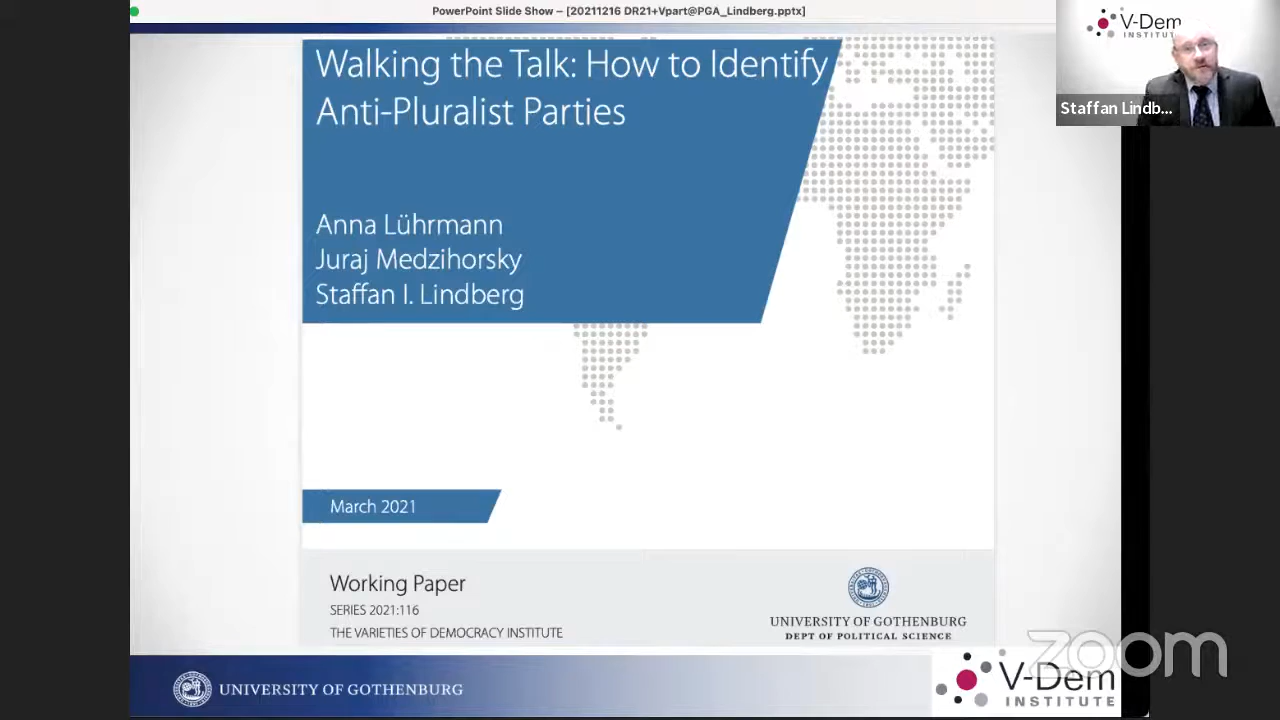 PowerPoint Slide Show – [20211216 DR21+Vpart@PGA_Lindberg.pptx]
V-Dem
INSTITUT
Staffan Lindb...
Walking the Talk: How to Identify
Anti-Pluralist Parties
Anna Lührmann
Juraj Medzihorsky
Staffan I. Lindberg
March 2021
Working Paper
SERIES 2021:116
THE VARIETIES OF DEMOCRACY INSTITUTE
UNIVERSITY OF GOTHENBURG
DEPT OF POLITICAL SCIENCE
UNIVERSITY OF GOTHENBURG
zoom
V-Dem
INSTITUTE